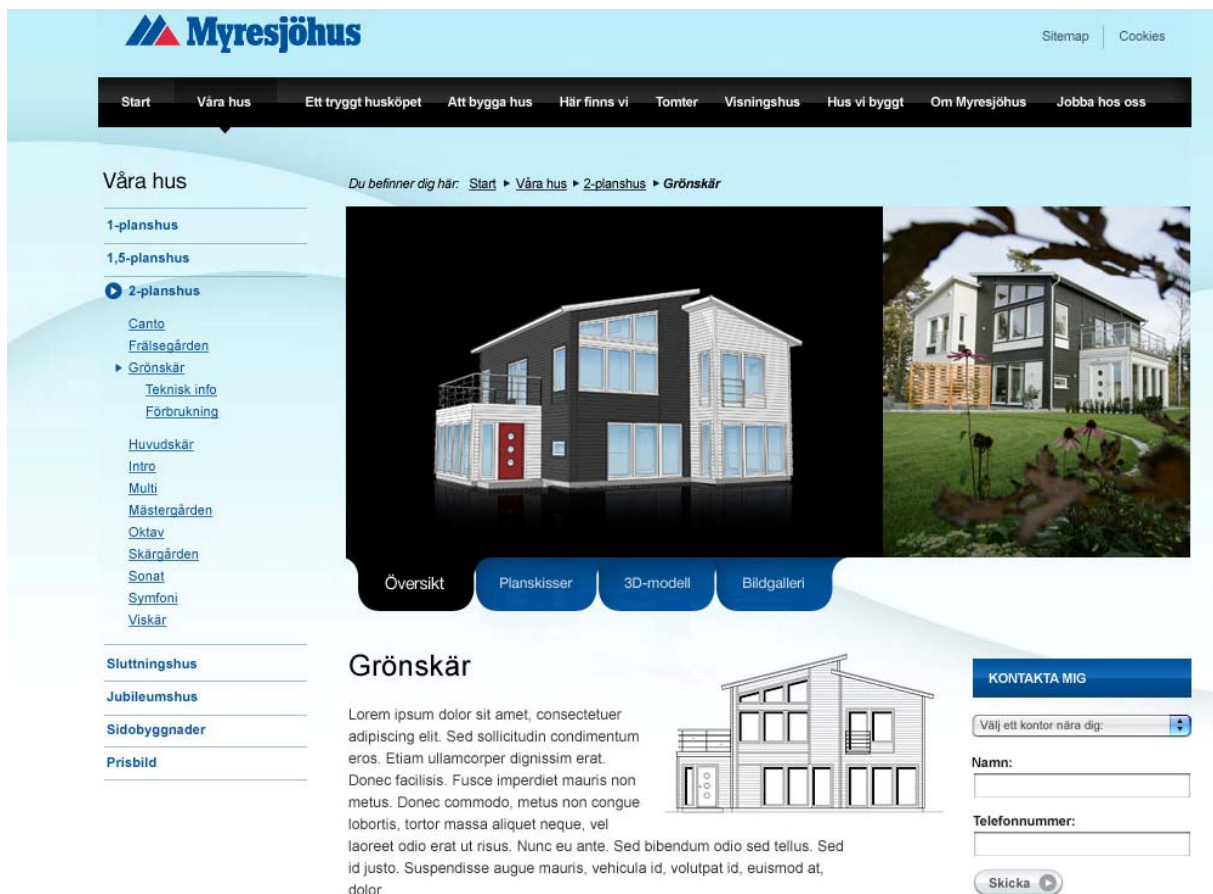 Myresjöhus
Sitemap Cookies
Start Våra hus Ett tryggt husköpet Att bygga hus Här finns vi Tomter Visningshus Hus vi byggt Om Myresjöhus Jobba hos oss
Våra hus
1-planshus
1,5-planshus
2-planshus
Canto
Frälsegården
Grönskär
Teknisk info
Förbrukning
Huvudskär
Intro
Multi
Mästergården
Oktav
Skärgården
Sonat
Symfoni
Viskär
Sluttningshus
Jubileumshus
Sidobyggnader
Prisbild
Du befinner dig här: Start ▸ Våra hus ▸ 2-planshus ▸ Grönskär
Översikt Planskisser 3D-modell Bildgalleri
Grönskär
Lorem ipsum dolor sit amet, consectetuer
adipiscing elit. Sed sollicitudin condimentum
eros. Etiam ullamcorper dignissim erat.
Donec facilisis. Fusce imperdiet mauris non
metus. Donec commodo, metus non congue
lobortis, tortor massa aliquet neque, vel
laoreet odio erat ut risus. Nunc eu ante. Sed bibendum odio sed tellus. Sed
id justo. Suspendisse augue mauris, vehicula id, volutpat id, euismod at,
dolor.
KONTAKTA MIG
Välj ett kontor nära dig:
Namn:
Telefonnummer:
Skicka